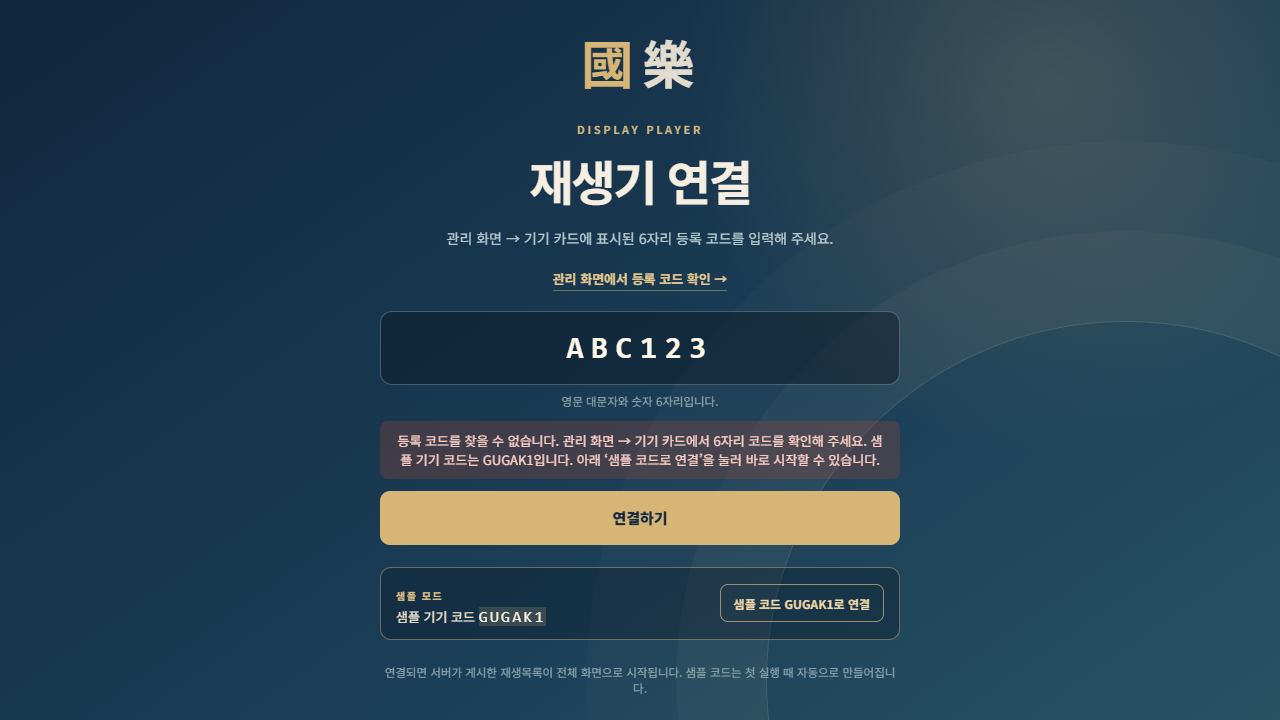 國樂
DISPLAY PLAYER
재생기 연결
관리 화면 → 기기 카드에 표시된 6자리 등록 코드를 입력해 주세요.
관리 화면에서 등록 코드 확인 →
ABC123
영문 대문자와 숫자 6자리입니다.
등록 코드를 찾을 수 없습니다. 관리 화면 → 기기 카드에서 6자리 코드를 확인해 주세요. 샘
플 기기 코드는 GUGAK1입니다. 아래 ‘샘플 코드로 연결’을 눌러 바로 시작할 수 있습니다.
연결하기
샘플 모드
샘플 기기 코드 GUGAK1
샘플 코드 GUGAK1로 연결
연결되면 서버가 게시한 재생목록이 전체 화면으로 시작됩니다. 샘플 코드는 첫 실행 때 자동으로 만들어집니
다.